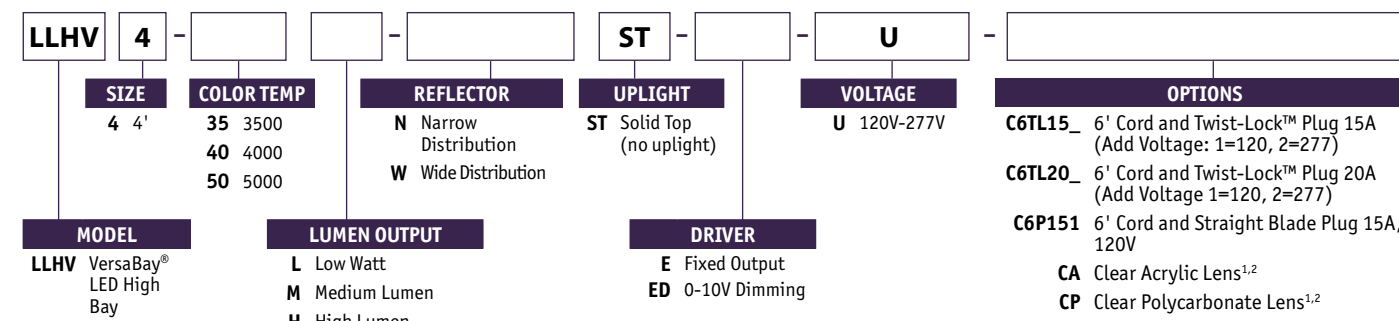 LLHV 4 – – ST – – U –
SIZE
4 4'
COLOR TEMP
35 3500
40 4000
50 5000
REFLECTOR
N Narrow
Distribution
W Wide Distribution
UPLIGHT
ST Solid Top
(no uplight)
VOLTAGE
U 120V-277V
OPTIONS
C6TL15_ 6' Cord and Twist-Lock™ Plug 15A
(Add Voltage: 1=120, 2=277)
C6TL20_ 6' Cord and Twist-Lock™ Plug 20A
(Add Voltage 1=120, 2=277)
C6P151 6' Cord and Straight Blade Plug 15A,
120V
CA Clear Acrylic Lens1,2
CP Clear Polycarbonate Lens1,2
MODEL
LLHV VersaBay®
LED High
Bay
LUMEN OUTPUT
L Low Watt
M Medium Lumen
H High Lumen
DRIVER
E Fixed Output
ED 0-10V Dimming